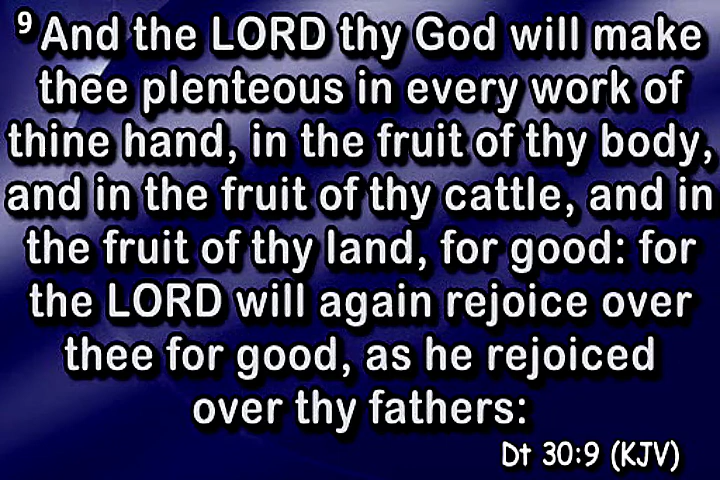 9 And the LORD thy God will make
thee plenteous in every work of
thine hand, in the fruit of thy body,
and in the fruit of thy cattle, and in
the fruit of thy land, for good: for
the LORD will again rejoice over
thee for good, as he rejoiced
over thy fathers:
Dt 30:9 (KJV)